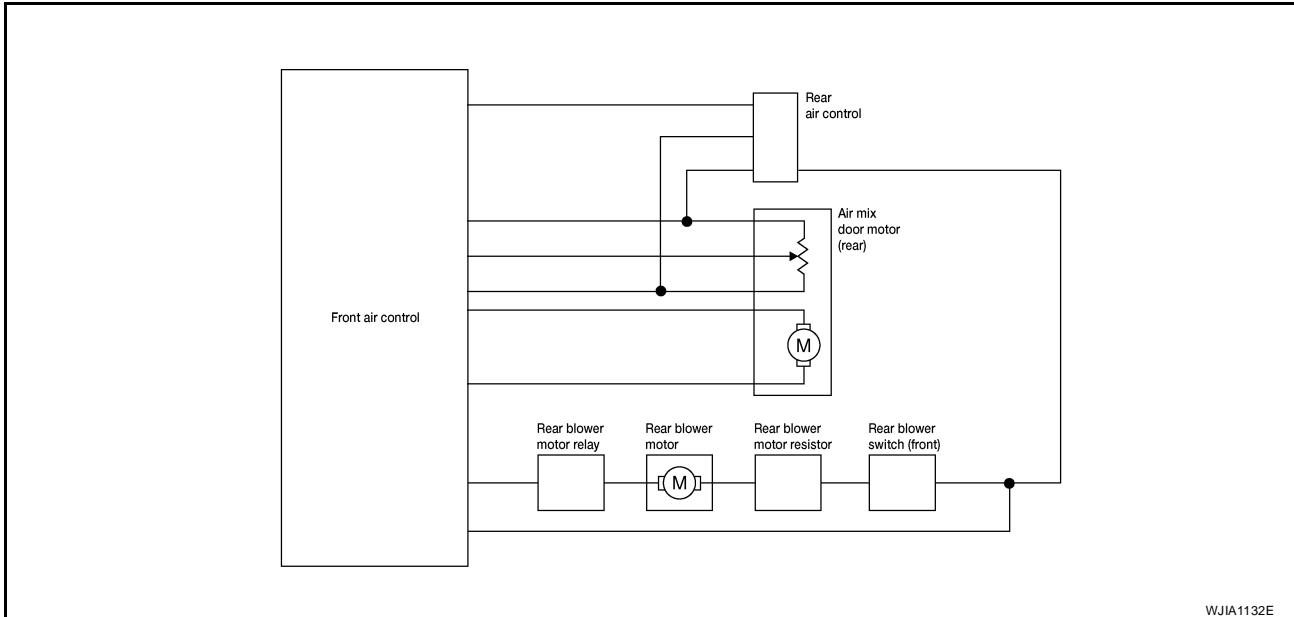 Rear
air control
Air mix
door motor
(rear)
Front air control
M
Rear blower
motor relay
Rear blower
motor
Rear blower
motor resistor
Rear blower
switch (front)
M
WJIA1132E